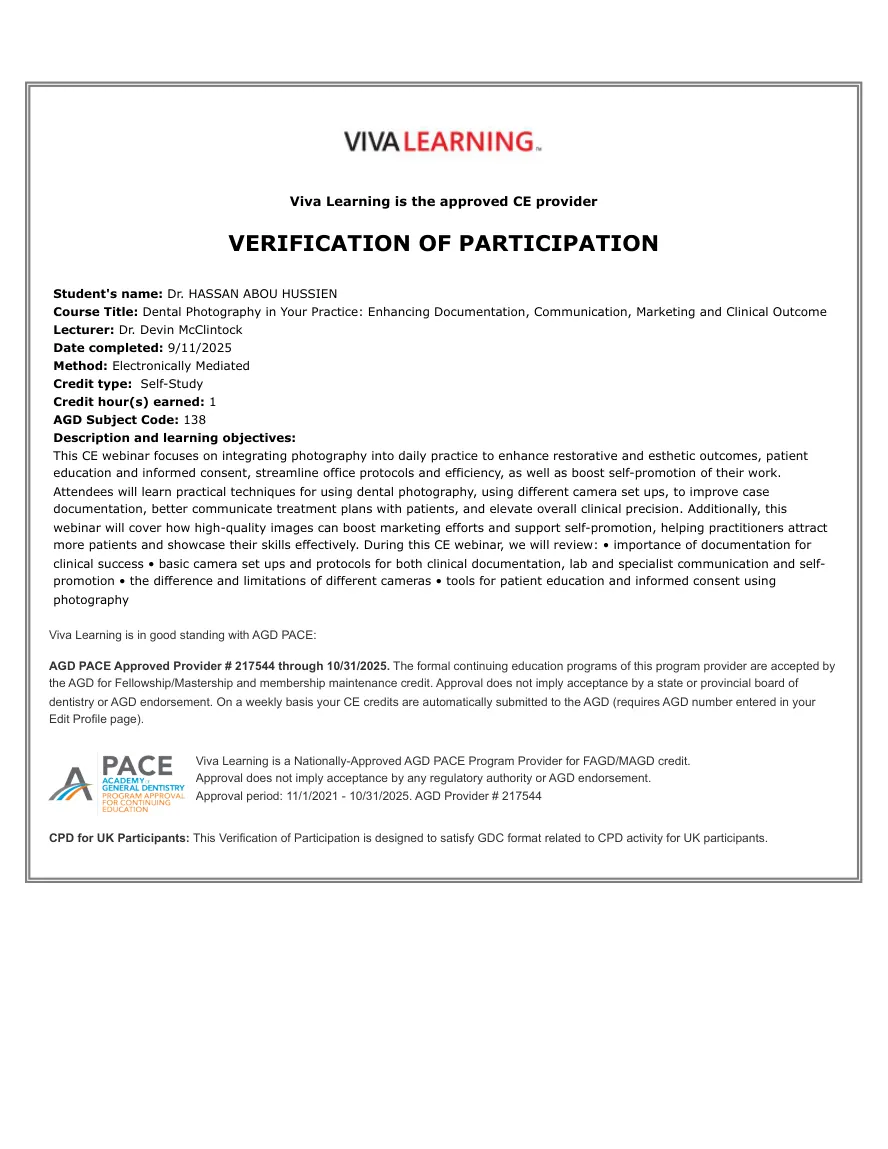 VIVA LEARNING™
Viva Learning is the approved CE provider
VERIFICATION OF PARTICIPATION
Student's name: Dr. HASSAN ABOU HUSSIEN
Course Title: Dental Photography in Your Practice: Enhancing Documentation, Communication, Marketing and Clinical Outcome
Lecturer: Dr. Devin McClintock
Date completed: 9/11/2025
Method: Electronically Mediated
Credit type: Self-Study
Credit hour(s) earned: 1
AGD Subject Code: 138
Description and learning objectives:
This CE webinar focuses on integrating photography into daily practice to enhance restorative and esthetic outcomes, patient
education and informed consent, streamline office protocols and efficiency, as well as boost self-promotion of their work.
Attendees will learn practical techniques for using dental photography, using different camera set ups, to improve case
documentation, better communicate treatment plans with patients, and elevate overall clinical precision. Additionally, this
webinar will cover how high-quality images can boost marketing efforts and support self-promotion, helping practitioners attract
more patients and showcase their skills effectively. During this CE webinar, we will review: • importance of documentation for
clinical success • basic camera set ups and protocols for both clinical documentation, lab and specialist communication and self-
promotion • the difference and limitations of different cameras • tools for patient education and informed consent using
photography
Viva Learning is in good standing with AGD PACE:
AGD PACE Approved Provider # 217544 through 10/31/2025. The formal continuing education programs of this program provider are accepted by
the AGD for Fellowship/Mastership and membership maintenance credit. Approval does not imply acceptance by a state or provincial board of
dentistry or AGD endorsement. On a weekly basis your CE credits are automatically submitted to the AGD (requires AGD number entered in your
Edit Profile page).
PACE
ACADEMY of
GENERAL DENTISTRY
PROGRAM APPROVAL
FOR CONTINUING
EDUCATION
Viva Learning is a Nationally-Approved AGD PACE Program Provider for FAGD/MAGD credit.
Approval does not imply acceptance by any regulatory authority or AGD endorsement.
Approval period: 11/1/2021 - 10/31/2025. AGD Provider # 217544
CPD for UK Participants: This Verification of Participation is designed to satisfy GDC format related to CPD activity for UK participants.